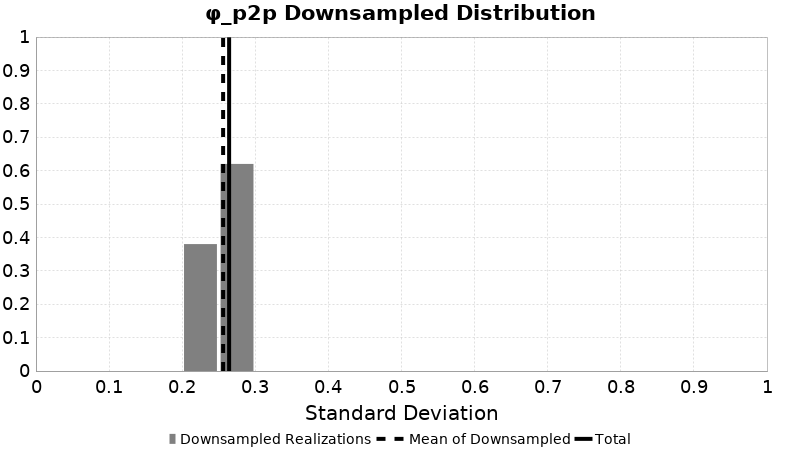 φ_p2p Downsampled Distribution
1
0.9
0.8
0.7
0.6
0.5
0.4
0.3
0.2
0.1
0
0 0.1 0.2 0.3 0.4 0.5 0.6 0.7 0.8 0.9 1
Standard Deviation
Downsampled Realizations Mean of Downsampled Total